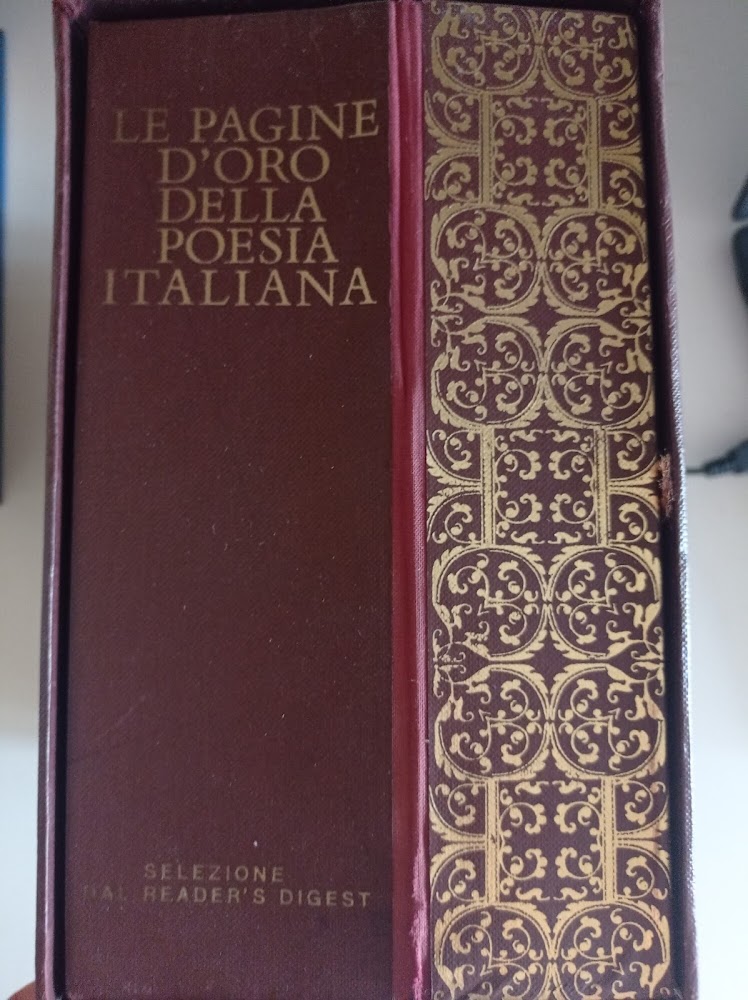 LE PAGINE
D'ORO
DELLA
POESIA
ITALIANA
SELEZIONE
DAL READER'S DIGEST